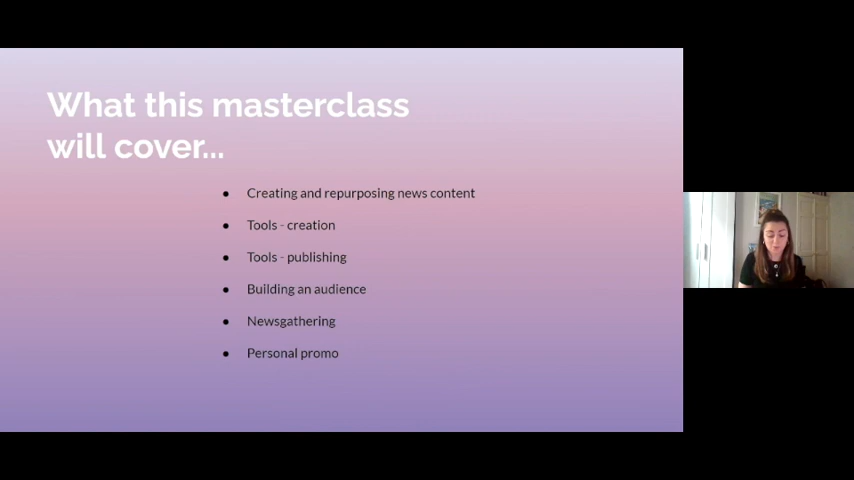 What this masterclass
will cover...
● Creating and repurposing news content
● Tools - creation
● Tools - publishing
● Building an audience
● Newsgathering
● Personal promo